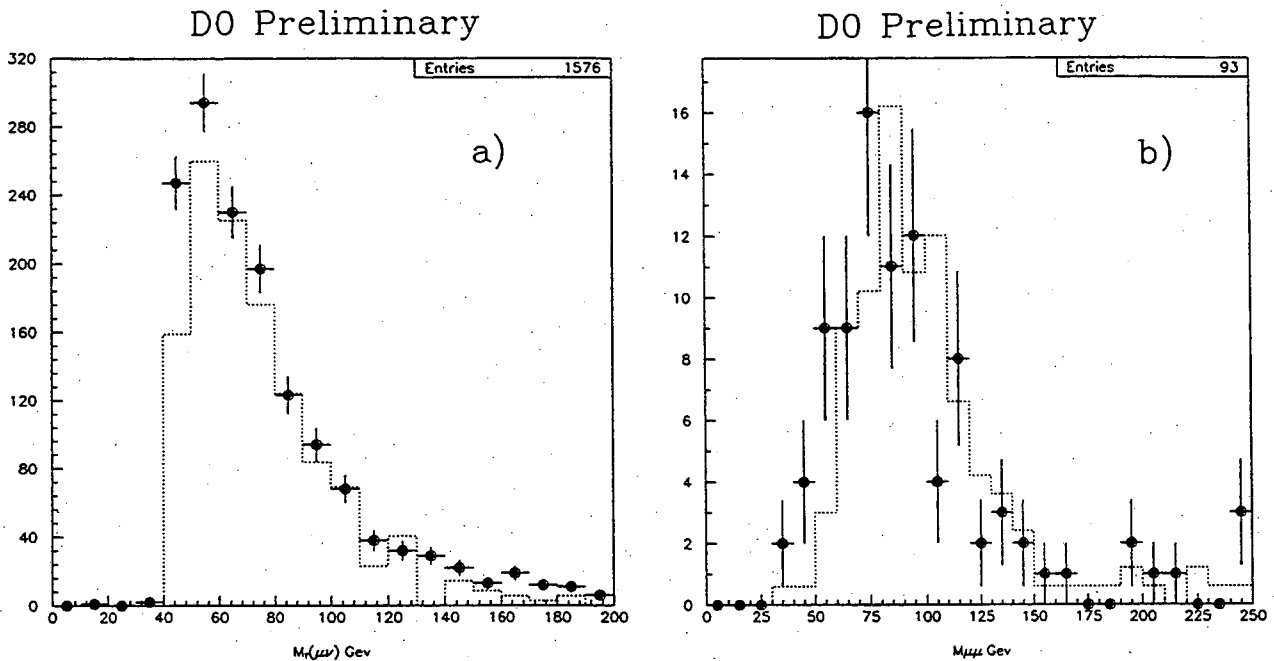 D0 Preliminary
Entries 1576
a)
320
280
240
200
160
120
80
40
0
0 20 40 60 80 100 120 140 160 180 200
M_T(μν) Gev
D0 Preliminary
Entries 93
b)
16
14
12
10
8
6
4
2
0
0 25 50 75 100 125 150 175 200 225 250
Mμμ Gev